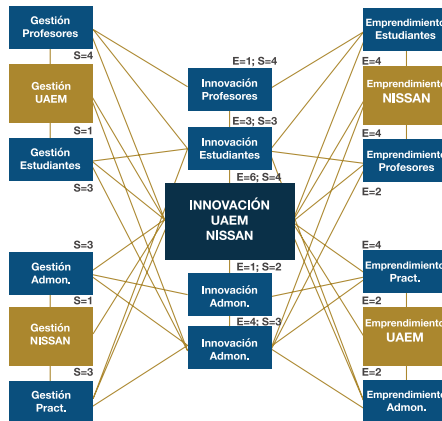 Gestión
Profesores
S=4
Gestión
UAEM
S=1
Gestión
Estudiantes
S=3
S=3
Gestión
Admon.
S=1
Gestión
NISSAN
S=3
Gestión
Pract.
E=1; S=4
Innovación
Profesores
E=3; S=3
Innovación
Estudiantes
E=6; S=4
INNOVACIÓN
UAEM
NISSAN
E=1; S=2
Innovación
Admon.
E=4; S=3
Innovación
Admon.
Emprendimiento
Estudiantes
E=4
Emprendimiento
NISSAN
E=4
Emprendimiento
Profesores
E=2
E=4
Emprendimiento
Pract.
E=2
Emprendimiento
UAEM
E=2
Emprendimiento
Admon.